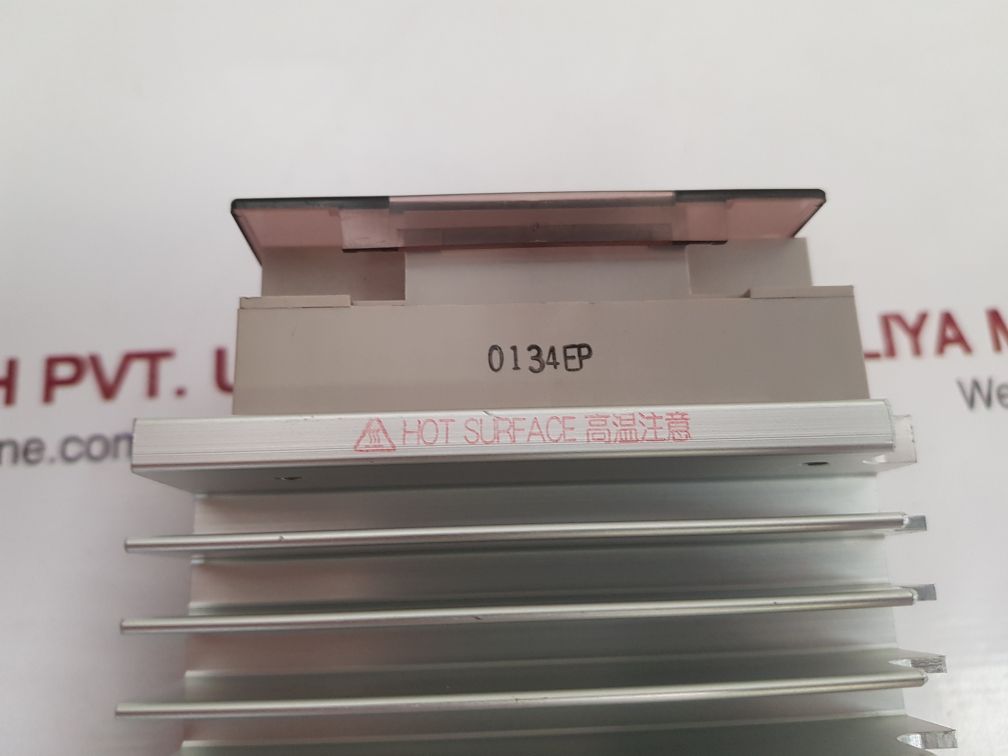 0134EP
HOT SURFACE 高温注意
H PVT. U
ne.com
LIYA M
We